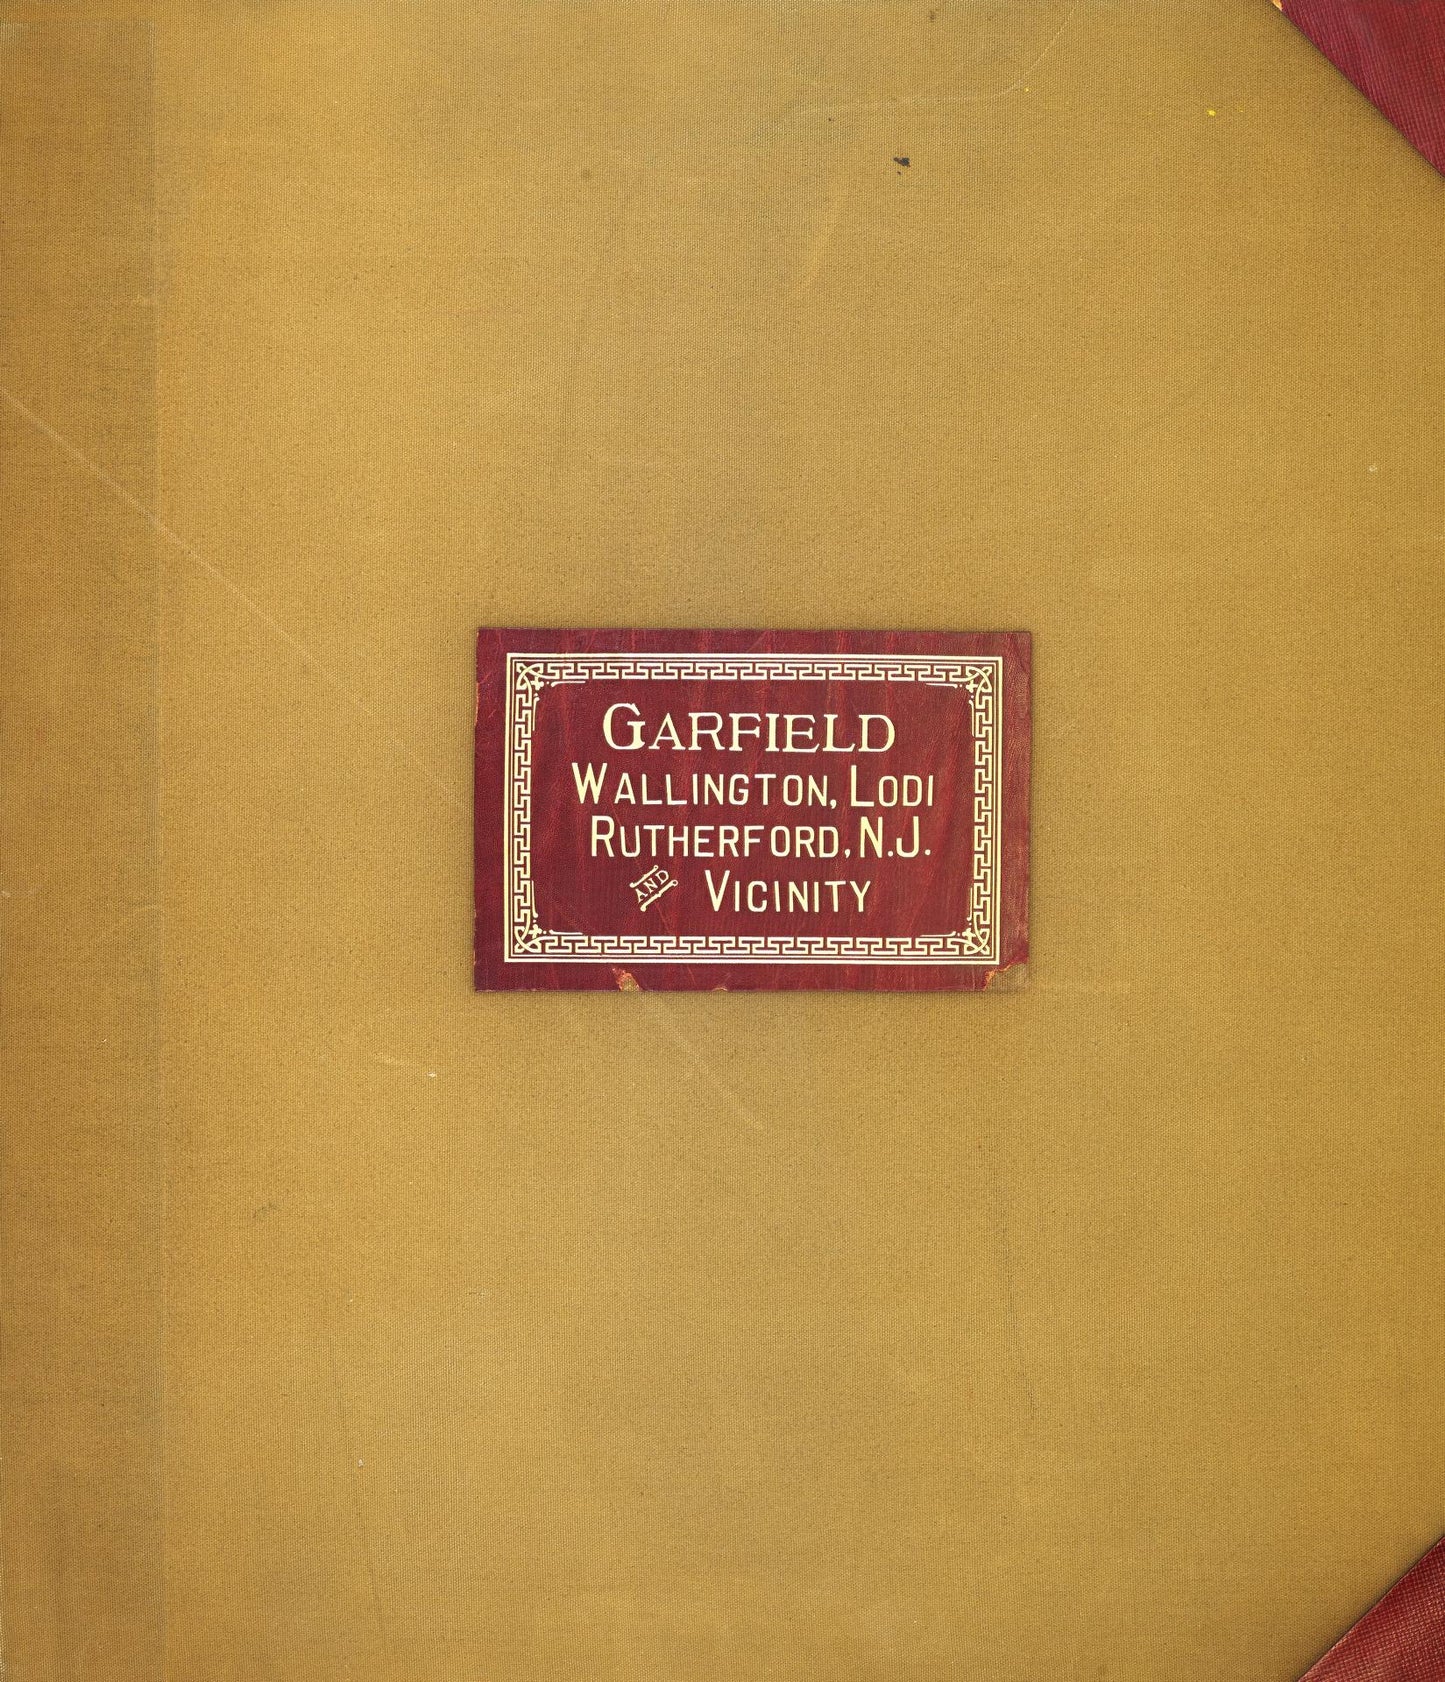 GARFIELD
WALLINGTON, LODI
RUTHERFORD, N.J.
AND VICINITY